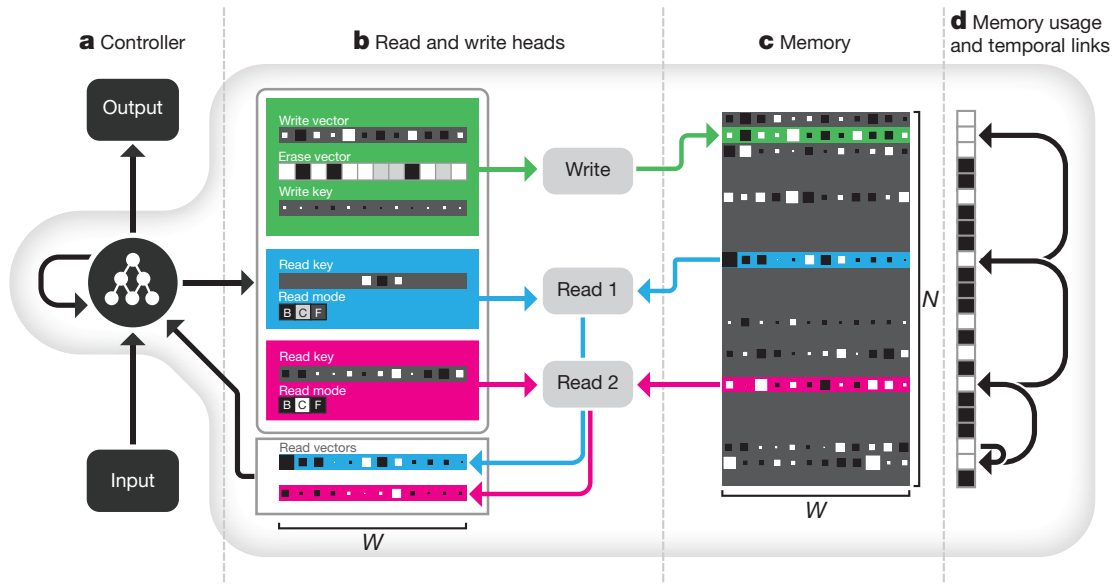 a Controller
Output
Input
b Read and write heads
Write vector
Erase vector
Write key
Read key
Read mode
B C F
Read key
Read mode
B C F
Read vectors
W
Write
Read 1
Read 2
c Memory
N
W
d Memory usage
and temporal links